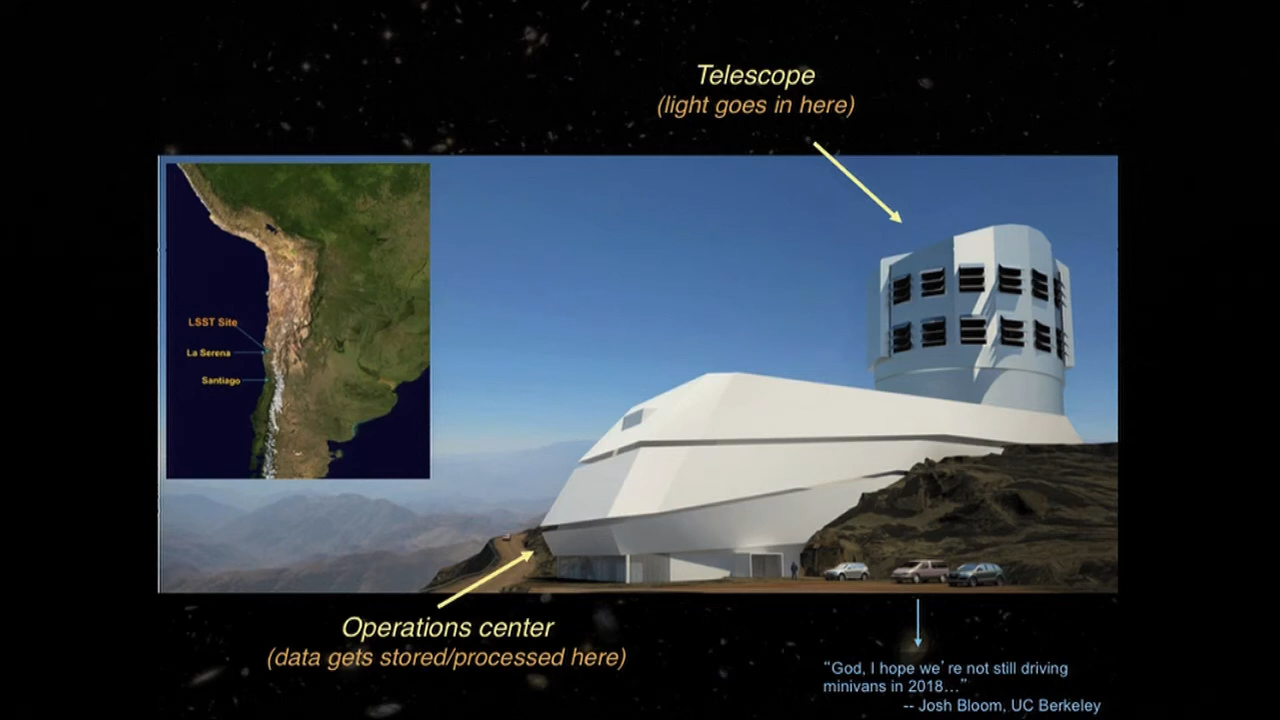 Telescope
(light goes in here)
LSST Site
La Serena
Santiago
Operations center
(data gets stored/processed here)
“God, I hope we’re not still driving
minivans in 2018…”
-- Josh Bloom, UC Berkeley